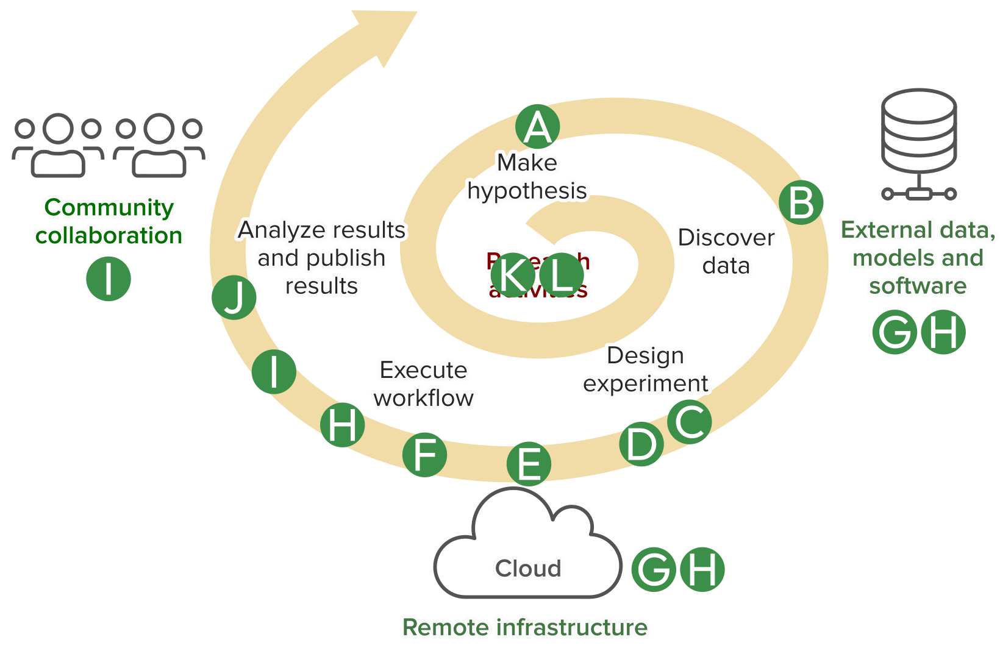 A
Make
hypothesis
B
Discover
data
External data,
models and
software
G H
Community
collaboration
I
Analyze results
and publish
results
J
K L
activities
Design
experiment
C
D
Execute
workflow
I
H
F
E
Cloud
G H
Remote infrastructure